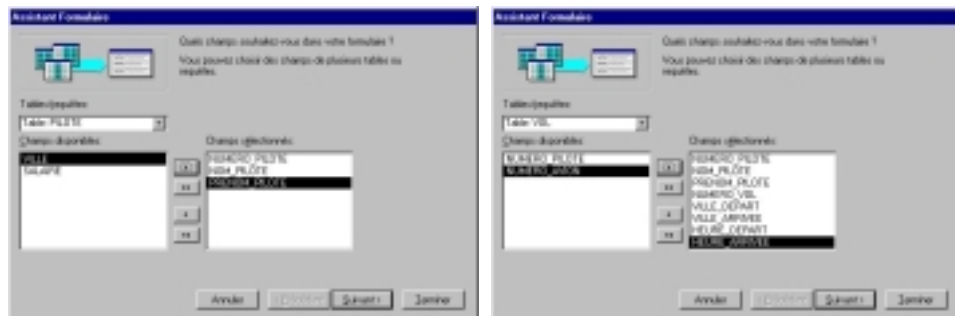 Assistant Formulaire
Quels champs souhaitez-vous dans votre formulaire ?
Vous pouvez choisir des champs de plusieurs tables ou
requêtes.
Tables/requêtes
Table: PILOTE
Champs disponibles:
Champs sélectionnés:
VILLE
SALAIRE
NUMERO_PILOTE
NOM_PILOTE
PRENOM_PILOTE
>
>>
<
<<
Annuler
< Précédent
Suivant >
Terminer
Assistant Formulaire
Quels champs souhaitez-vous dans votre formulaire ?
Vous pouvez choisir des champs de plusieurs tables ou
requêtes.
Tables/requêtes
Table: VOL
Champs disponibles:
Champs sélectionnés:
NUMERO_PILOTE
NUMERO_AVION
NUMERO_PILOTE
NOM_PILOTE
PRENOM_PILOTE
NUMERO_VOL
VILLE_DEPART
VILLE_ARRIVEE
HEURE_DEPART
HEURE_ARRIVEE
>
>>
<
<<
Annuler
< Précédent
Suivant >
Terminer